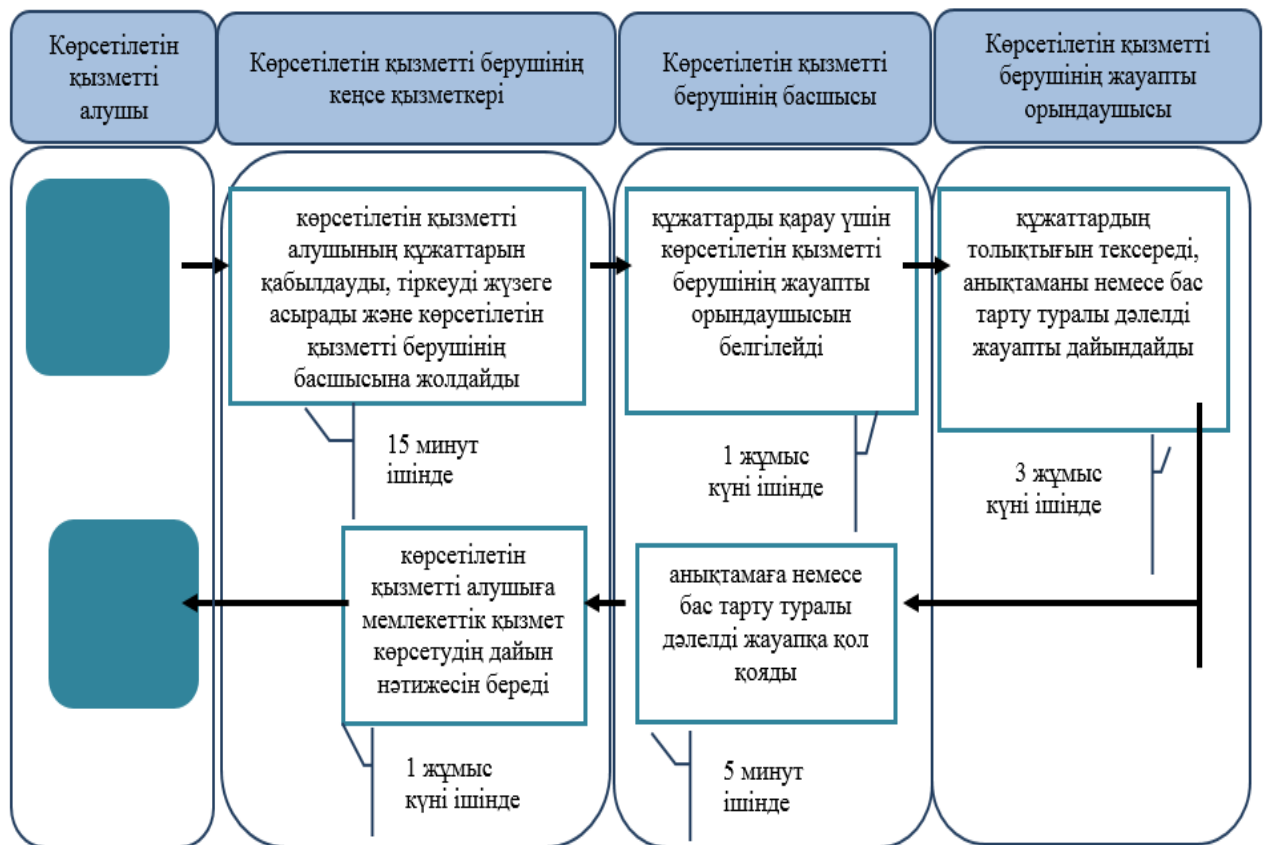 Көрсетілетін
қызметті
алушы
Көрсетілетін қызметті берушінің
кеңсе қызметкері
Көрсетілетін қызметті
берушінің басшысы
Көрсетілетін қызметті
берушінің жауапты
орындаушысы
көрсетілетін қызметті
алушының құжаттарын
қабылдауды, тіркеуді жүзеге
асырады және көрсетілетін
қызметті берушінің
басшысына жолдайды
15 минут
ішінде
құжаттарды қарау үшін
көрсетілетін қызметті
берушінің жауапты
орындаушысын
белгілейді
1 жұмыс
күні ішінде
құжаттардың
толықтығын тексереді,
анықтаманы немесе бас
тарту туралы дәлелді
жауапты дайындайды
3 жұмыс
күні ішінде
анықтамаға немесе
бас тарту туралы
дәлелді жауапқа қол
қояды
5 минут
ішінде
көрсетілетін
қызметті алушыға
мемлекеттік қызмет
көрсетудің дайын
нәтижесін береді
1 жұмыс
күні ішінде